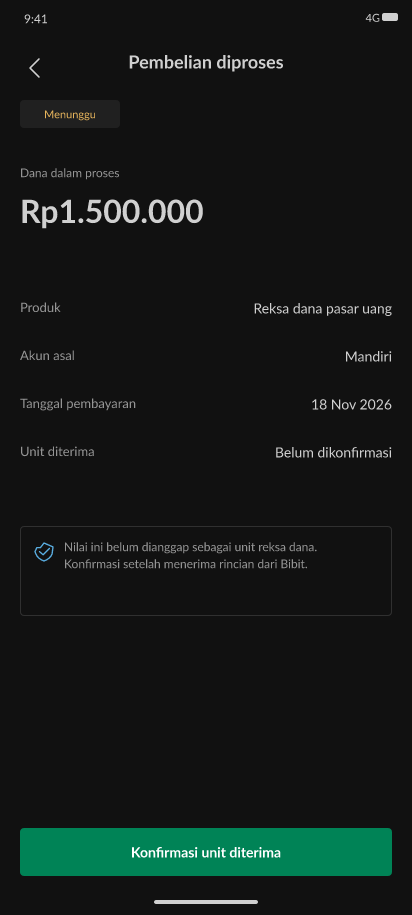 9:41
4G
Pembelian diproses
Menunggu
Dana dalam proses
Rp1.500.000
Produk
Reksa dana pasar uang
Akun asal
Mandiri
Tanggal pembayaran
18 Nov 2026
Unit diterima
Belum dikonfirmasi
Nilai ini belum dianggap sebagai unit reksa dana.
Konfirmasi setelah menerima rincian dari Bibit.
Konfirmasi unit diterima